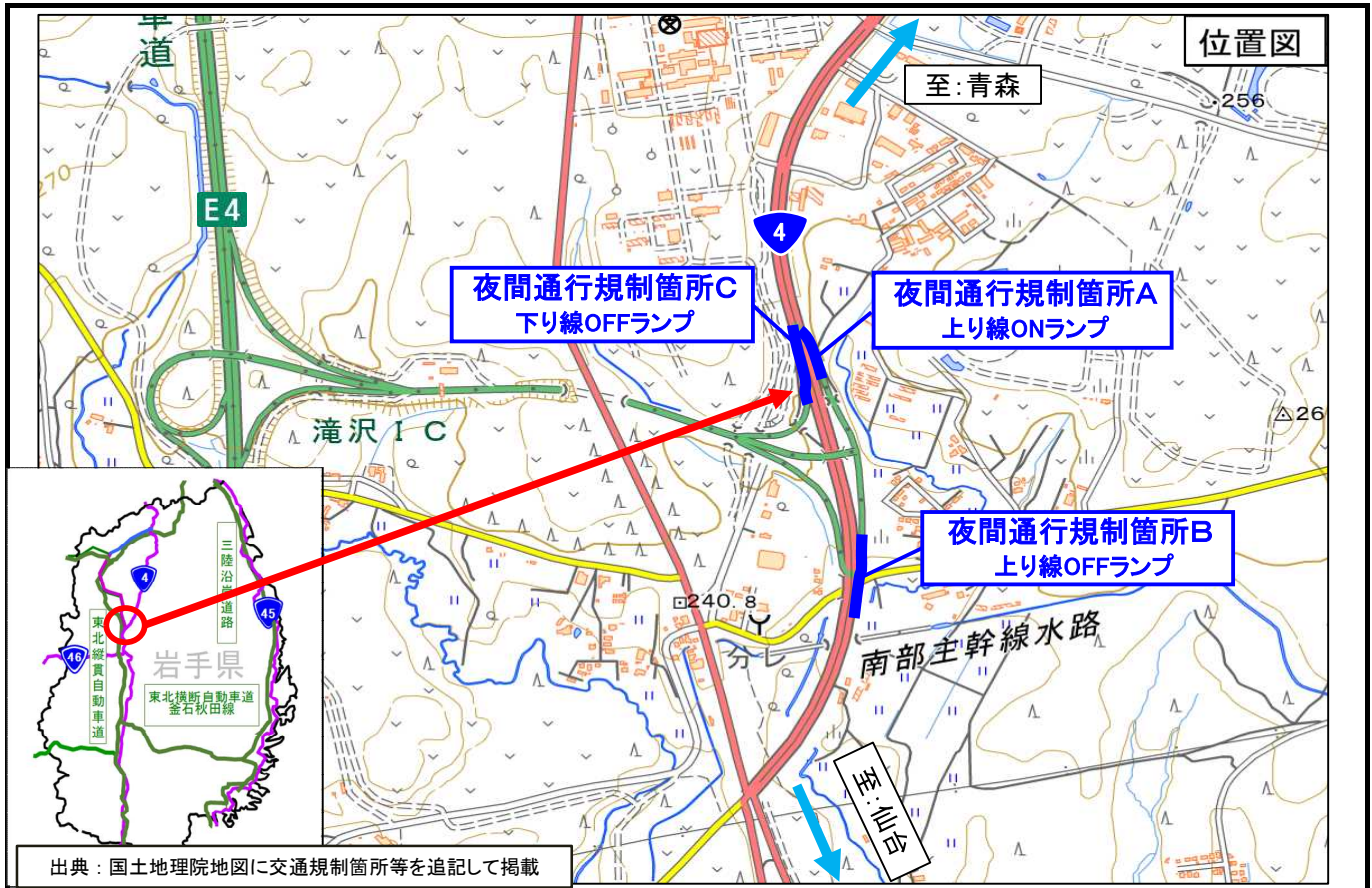 車道
位置図
至:青森
256
270
E4
4
夜間通行規制箇所C
下り線OFFランプ
夜間通行規制箇所A
上り線ONランプ
滝沢IC
26
夜間通行規制箇所B
上り線OFFランプ
240.8
分レ
南部主幹線水路
至:仙台
4
三陸沿岸道路
45
46
東北縦貫自動車道
岩手県
東北横断自動車道
釜石秋田線
出典:国土地理院地図に交通規制箇所等を追記して掲載